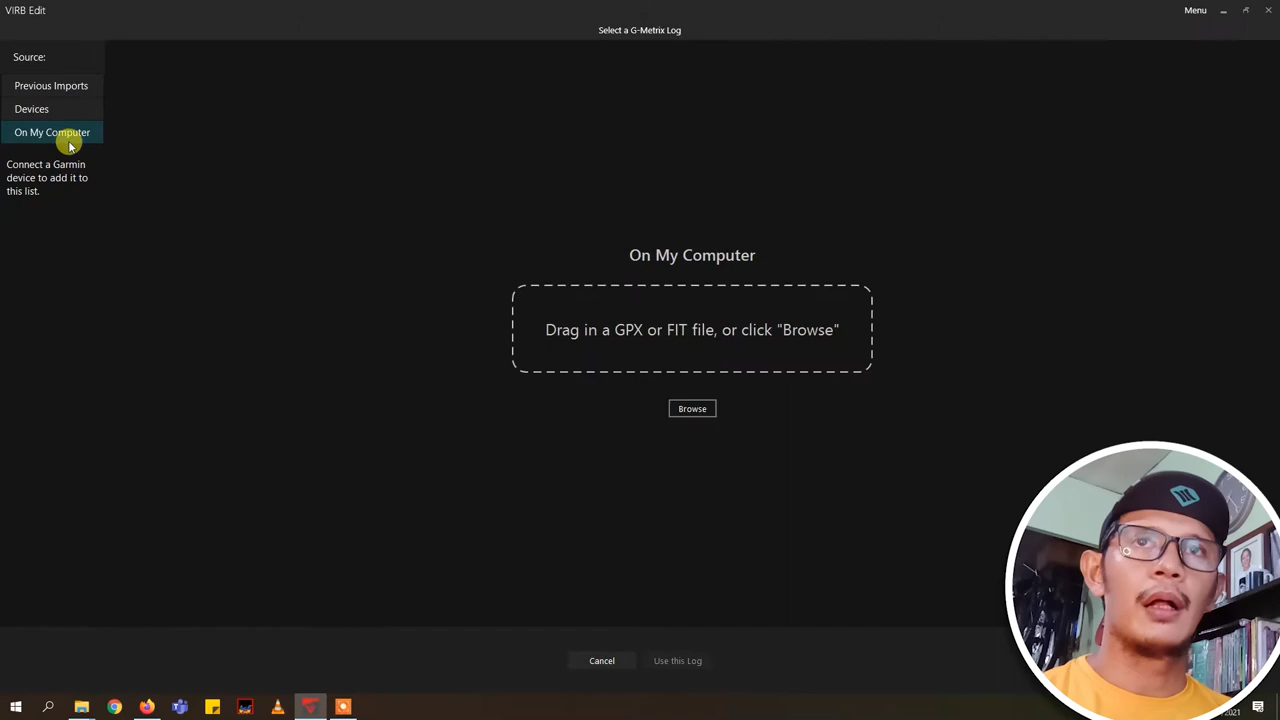 VIRB Edit
Menu
Select a G-Metrix Log
Source:
Previous Imports
Devices
On My Computer
Connect a Garmin
device to add it to
this list.
On My Computer
Drag in a GPX or FIT file, or click "Browse"
Browse
Cancel
Use this Log
2021